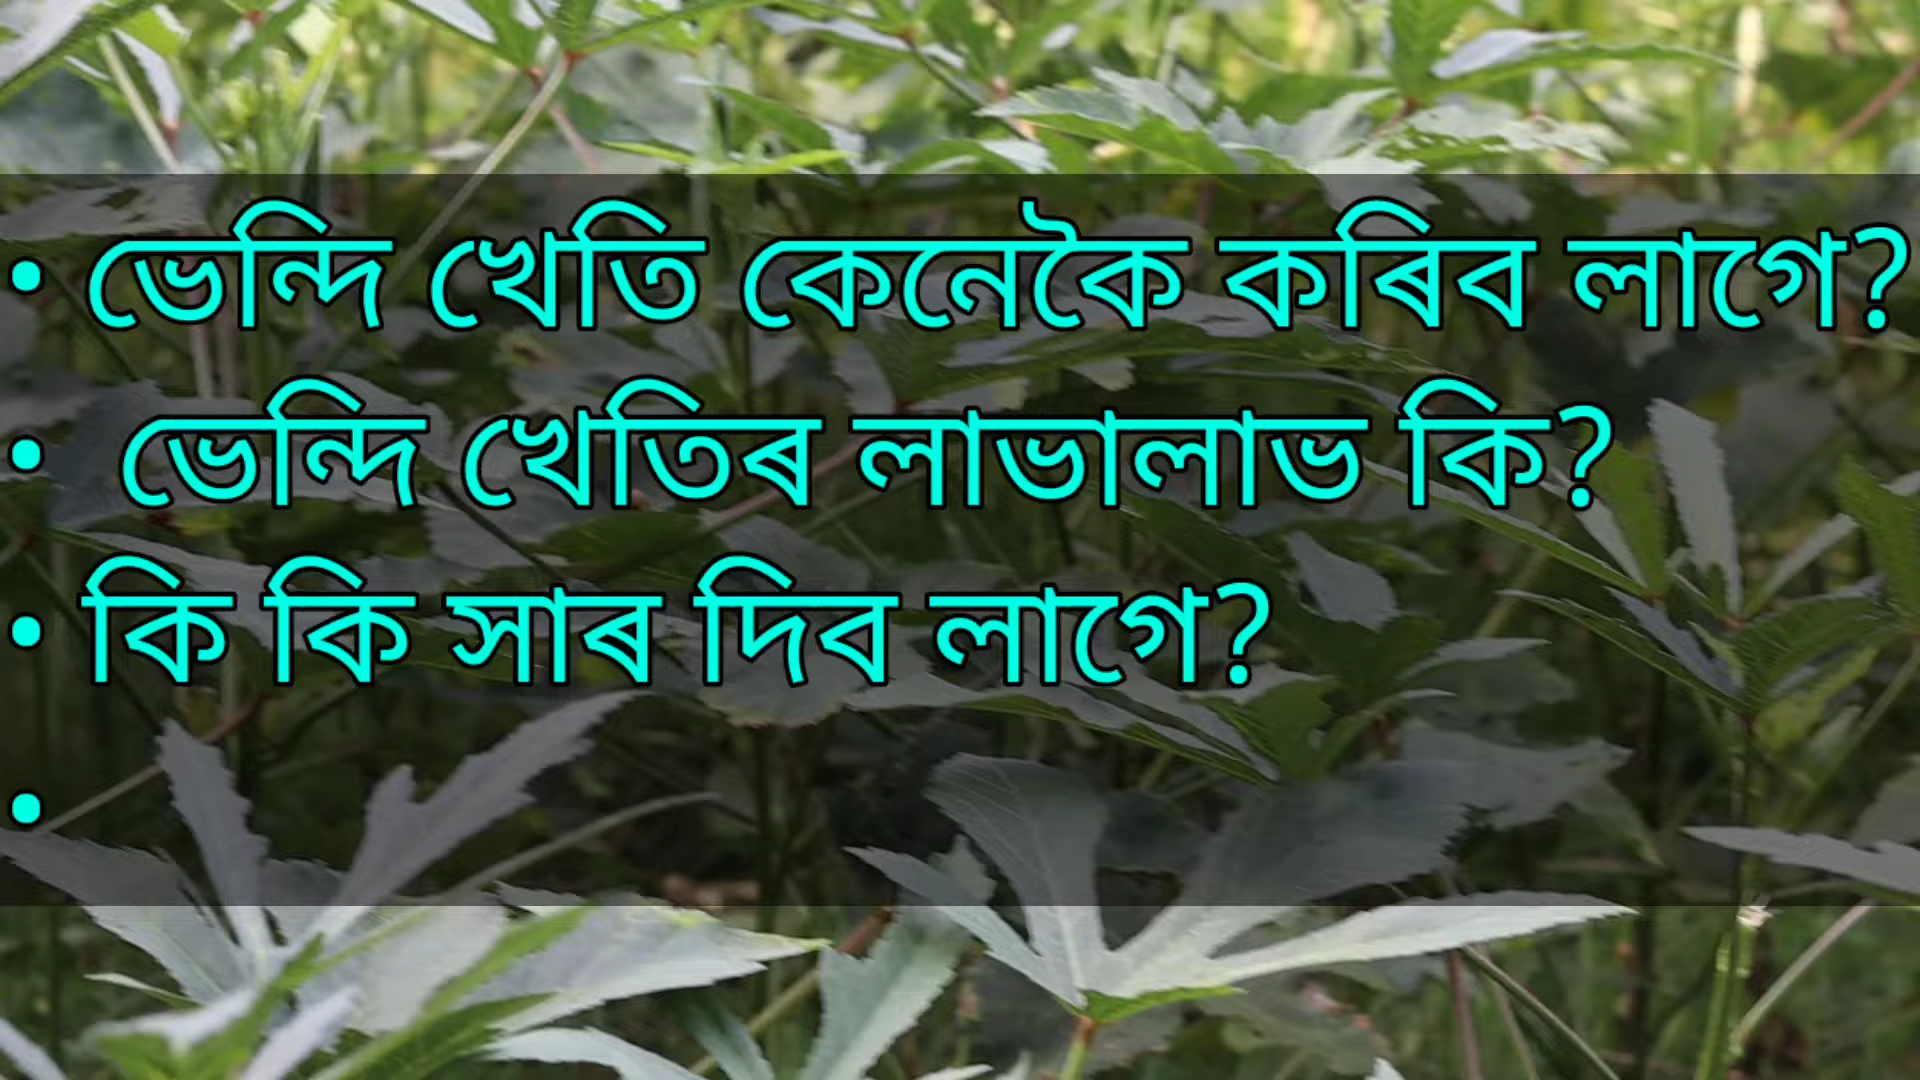 • ভেন্দি খেতি কেনেকৈ কৰিব লাগে?
• ভেন্দি খেতিৰ লাভালাভ কি?
• কি কি সাৰ দিব লাগে?
•